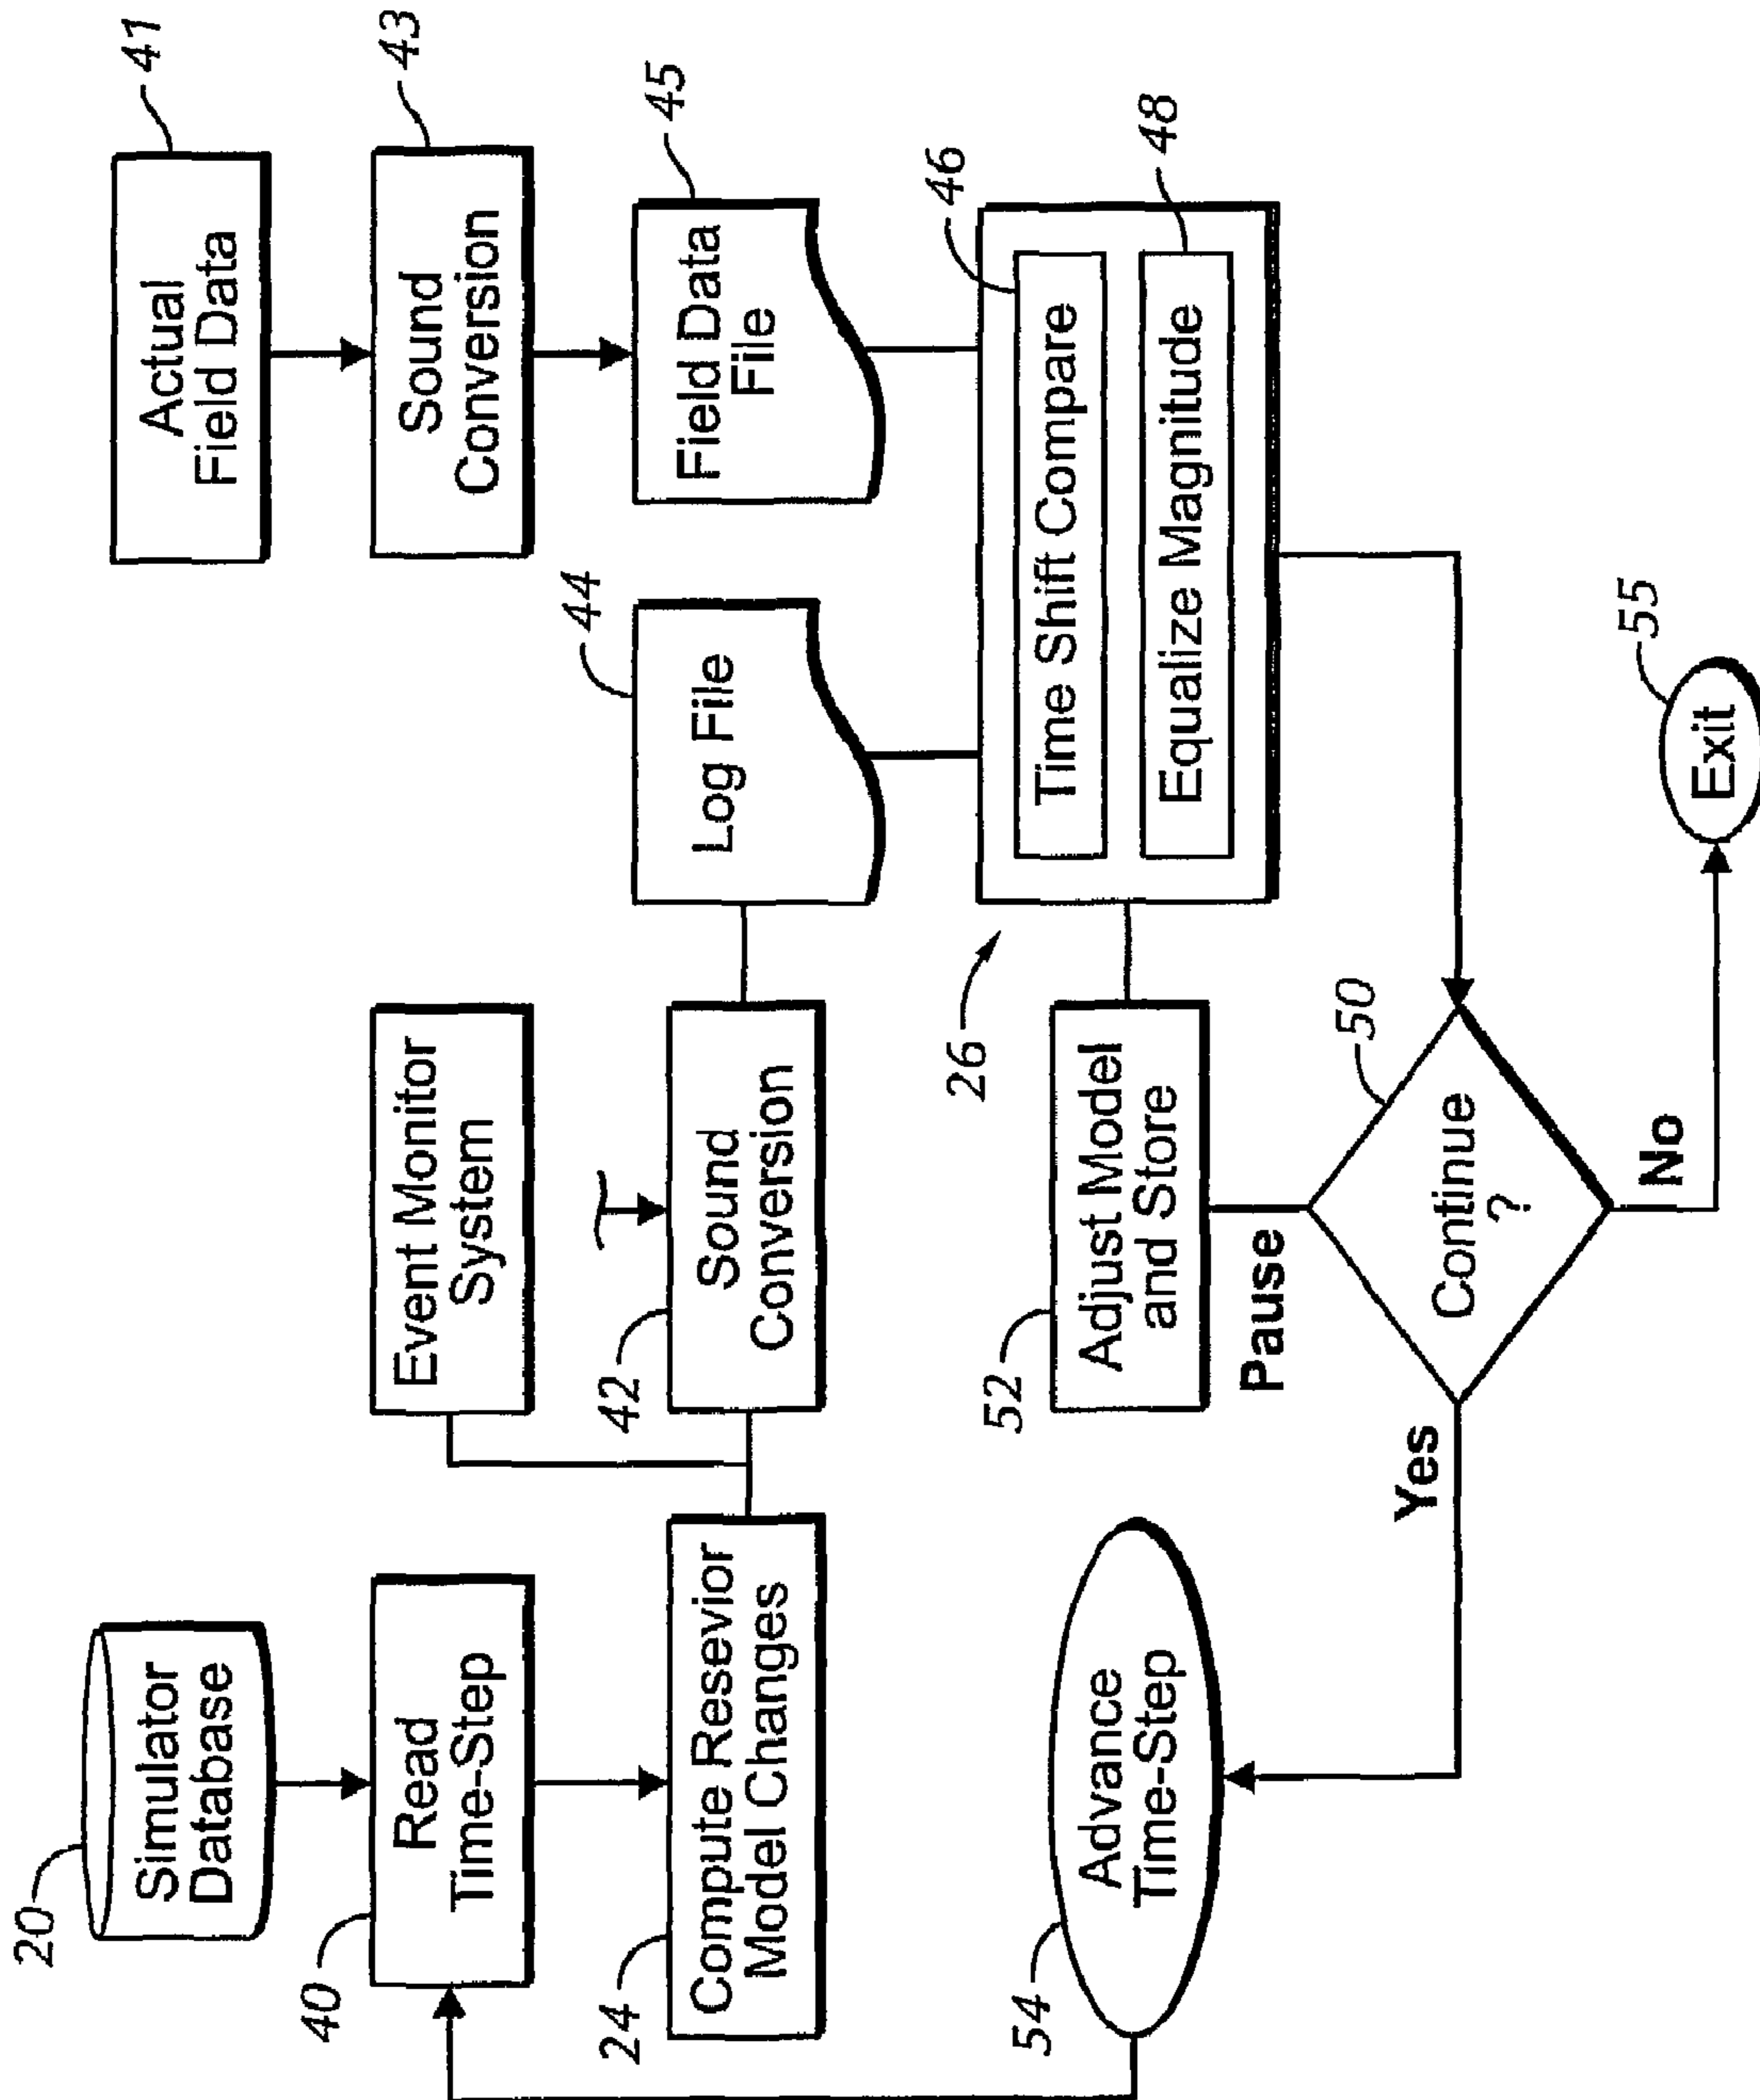 20
Simulator
Database
40
Read
Time-Step
24
Compute Resevior
Model Changes
Event Monitor
System
42
Sound
Conversion
44
Log File
Actual
Field Data
41
Sound
Conversion
43
Field Data
File
45
26
Time Shift Compare
46
Equalize Magnitude
48
52
Adjust Model
and Store
Pause
50
Continue
?
Yes
No
54
Advance
Time-Step
Exit
55